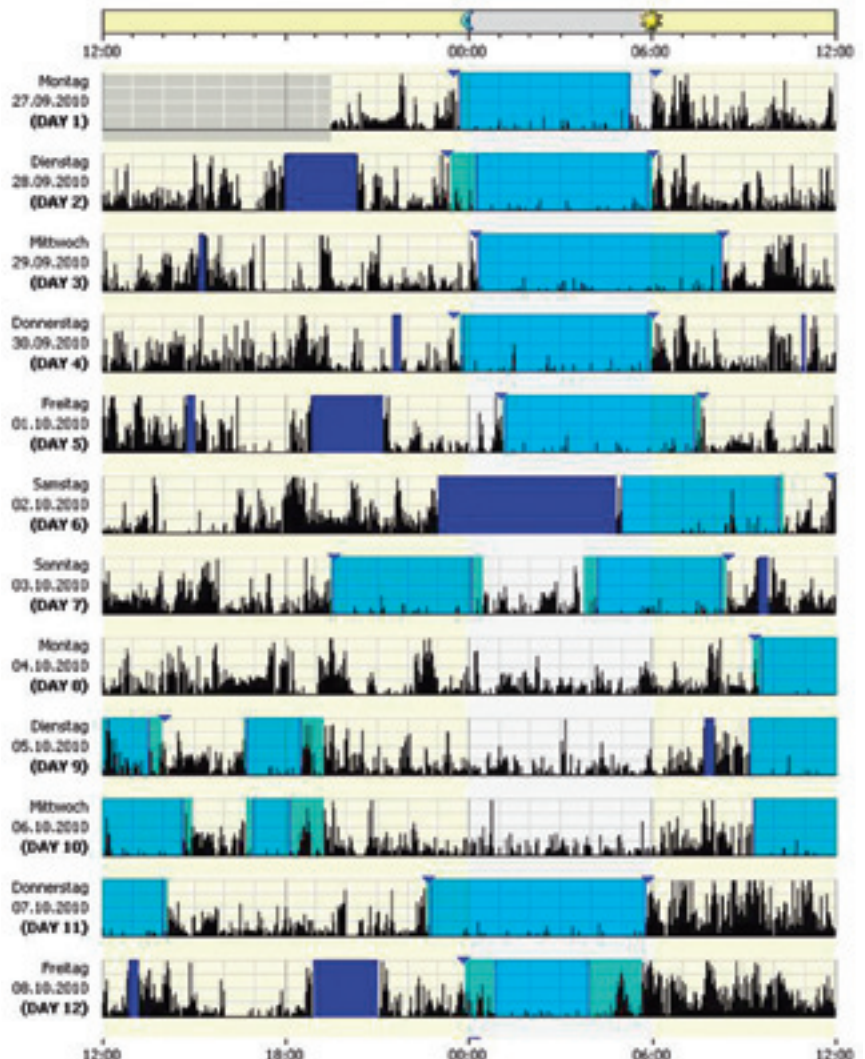 12:00 00:00 06:00 12:00
Montag
27.09.2010
(DAY 1)
Dienstag
28.09.2010
(DAY 2)
Mittwoch
29.09.2010
(DAY 3)
Donnerstag
30.09.2010
(DAY 4)
Freitag
01.10.2010
(DAY 5)
Samstag
02.10.2010
(DAY 6)
Sonntag
03.10.2010
(DAY 7)
Montag
04.10.2010
(DAY 8)
Dienstag
05.10.2010
(DAY 9)
Mittwoch
06.10.2010
(DAY 10)
Donnerstag
07.10.2010
(DAY 11)
Freitag
08.10.2010
(DAY 12)
12:00 18:00 00:00 06:00 12:00